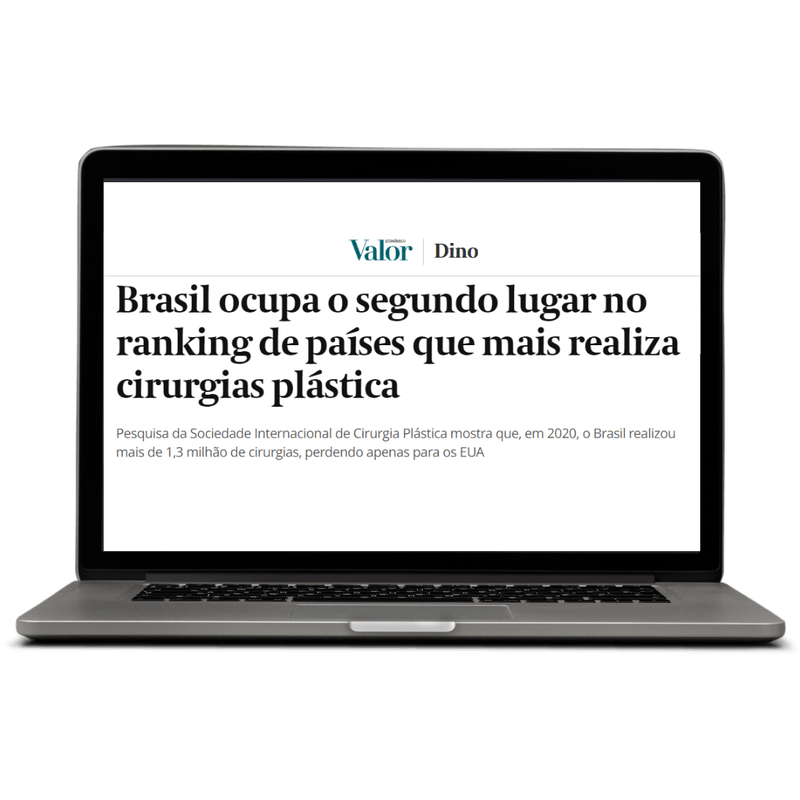 Valor ECONÔMICO Dino
Brasil ocupa o segundo lugar no
ranking de países que mais realiza
cirurgias plástica
Pesquisa da Sociedade Internacional de Cirurgia Plástica mostra que, em 2020, o Brasil realizou
mais de 1,3 milhão de cirurgias, perdendo apenas para os EUA